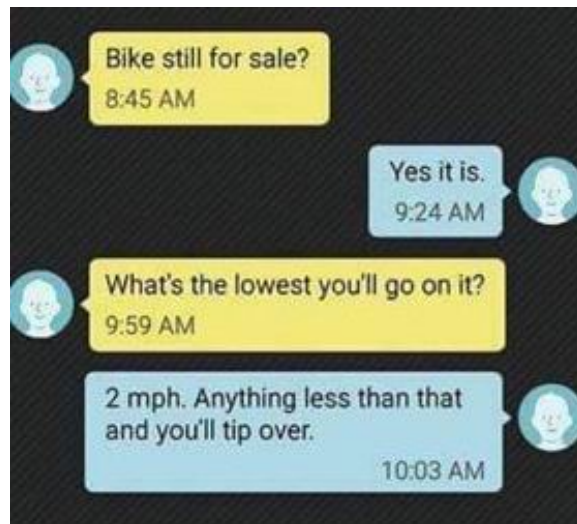 Bike still for sale?
8:45 AM
Yes it is.
9:24 AM
What's the lowest you'll go on it?
9:59 AM
2 mph. Anything less than that
and you'll tip over.
10:03 AM